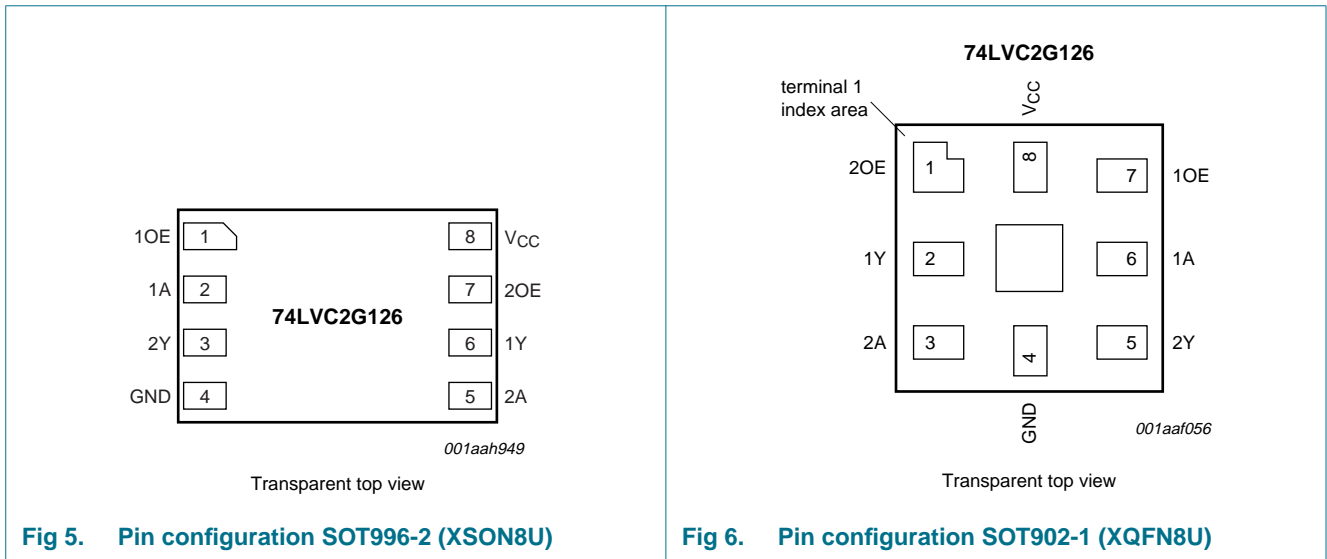 1OE 1 8 VCC
1A 2 7 2OE
74LVC2G126
2Y 3 6 1Y
GND 4 5 2A
001aah949
Transparent top view
Fig 5. Pin configuration SOT996-2 (XSON8U)
74LVC2G126
terminal 1
index area
VCC
2OE 1 8 7 1OE
1Y 2 6 1A
2A 3 4 5 2Y
GND
001aaf056
Transparent top view
Fig 6. Pin configuration SOT902-1 (XQFN8U)